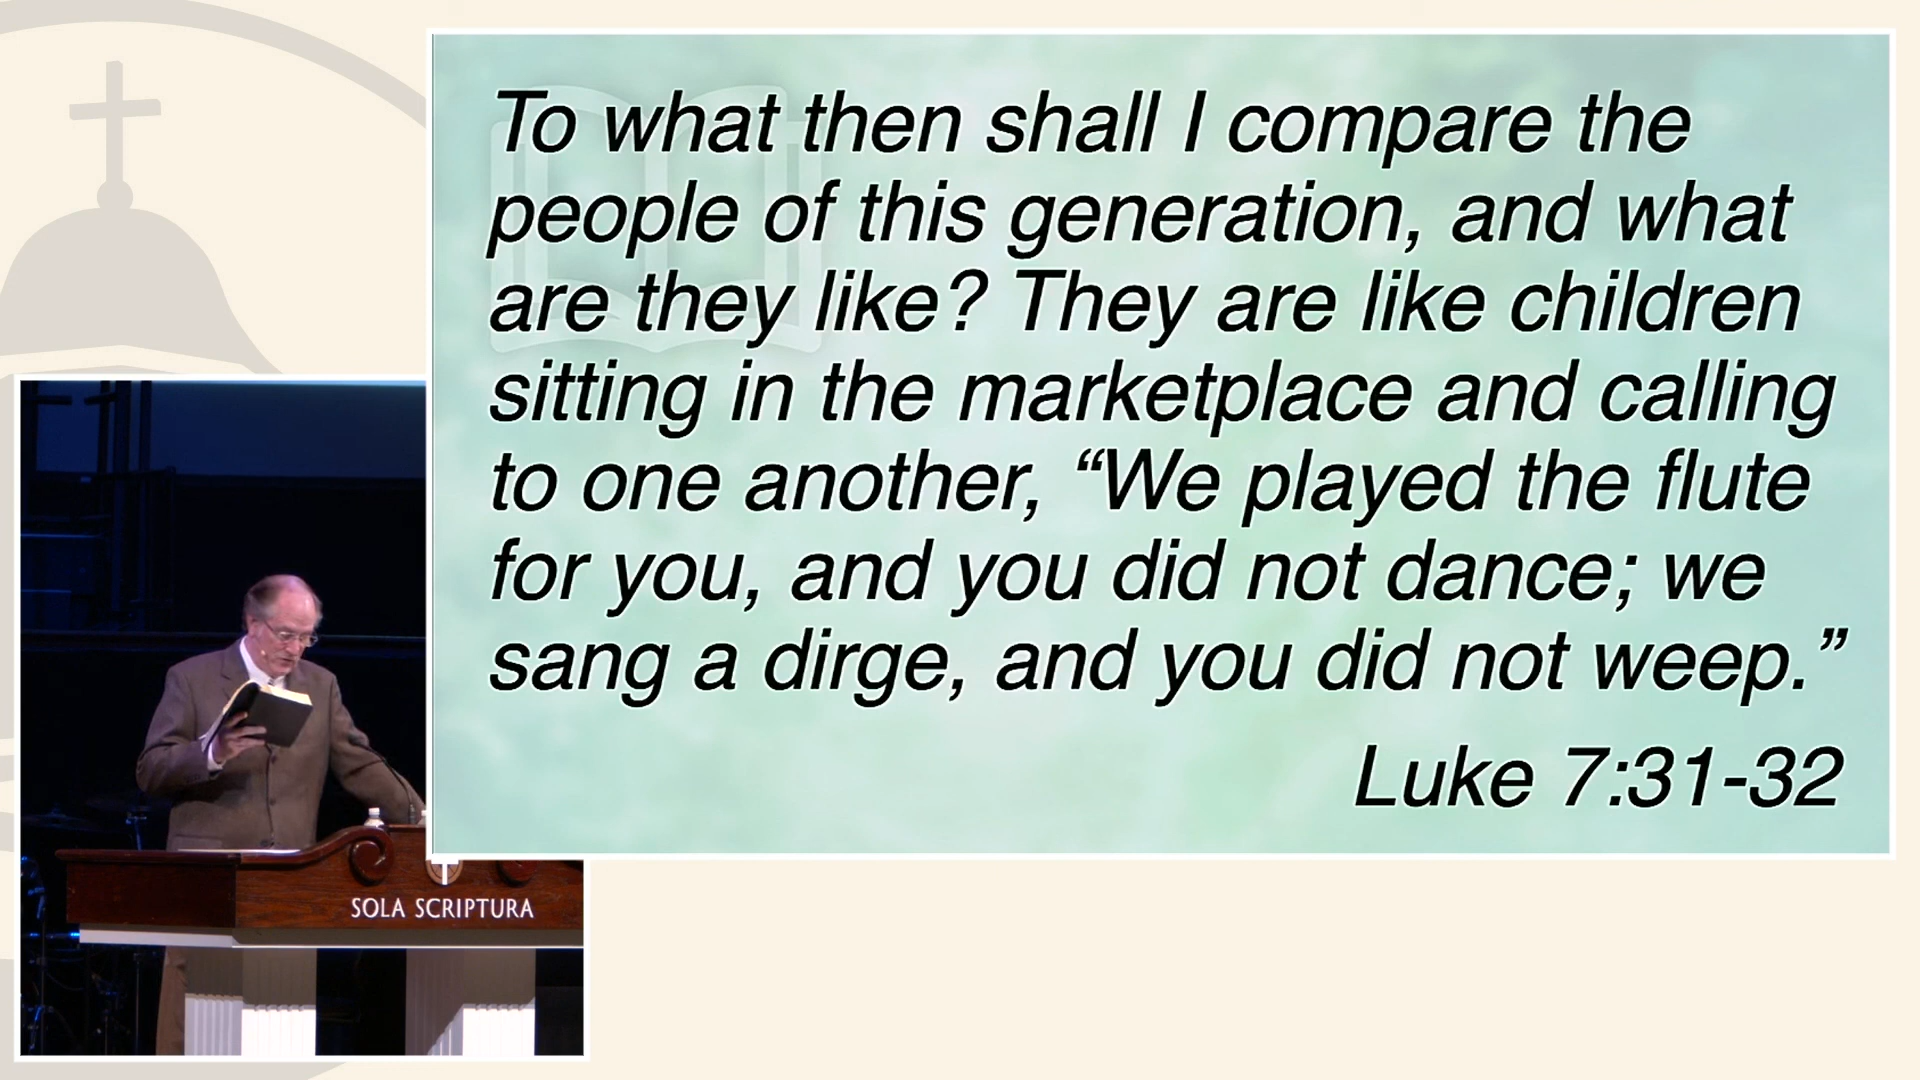 To what then shall I compare the
people of this generation, and what
are they like? They are like children
sitting in the marketplace and calling
to one another, “We played the flute
for you, and you did not dance; we
sang a dirge, and you did not weep.”
Luke 7:31-32
SOLA SCRIPTURA